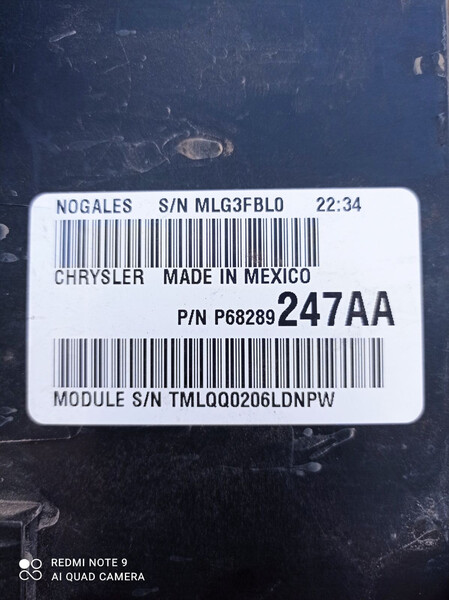 NOGALES S/N MLG3FBL0 22:34
CHRYSLER MADE IN MEXICO
P/N P68289247AA
MODULE S/N TMLQQ0206LDNPW
REDMI NOTE 9
AI QUAD CAMERA